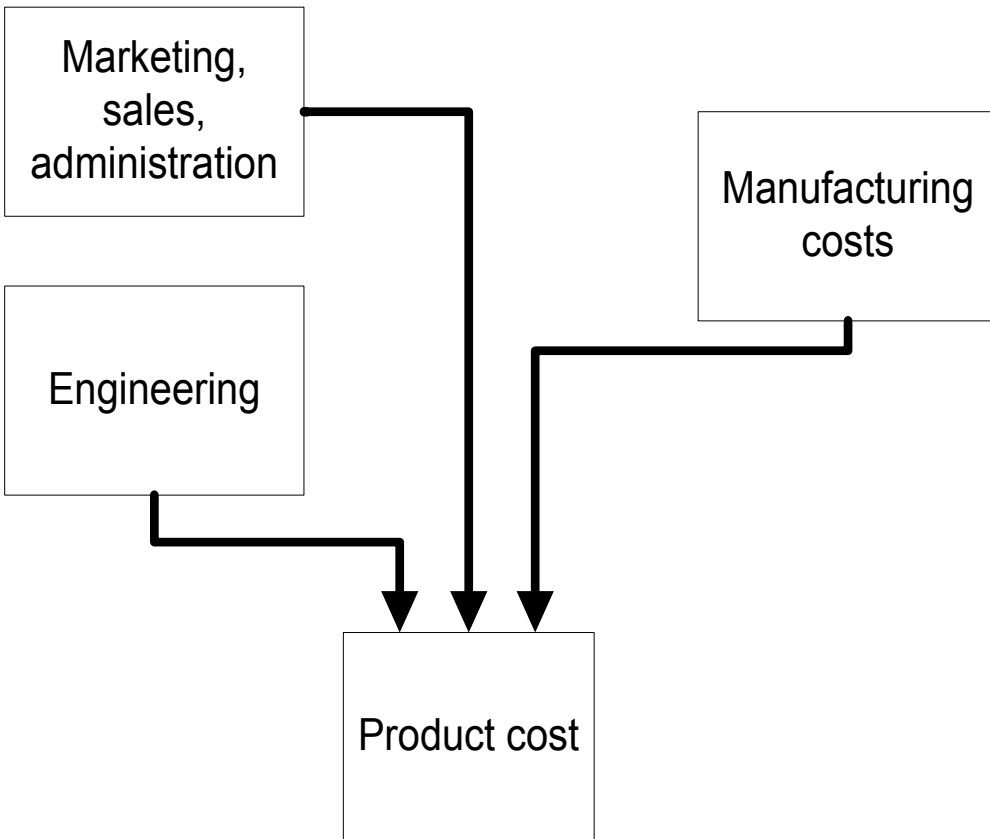 Marketing,
sales,
administration
Manufacturing
costs
Engineering
Product cost